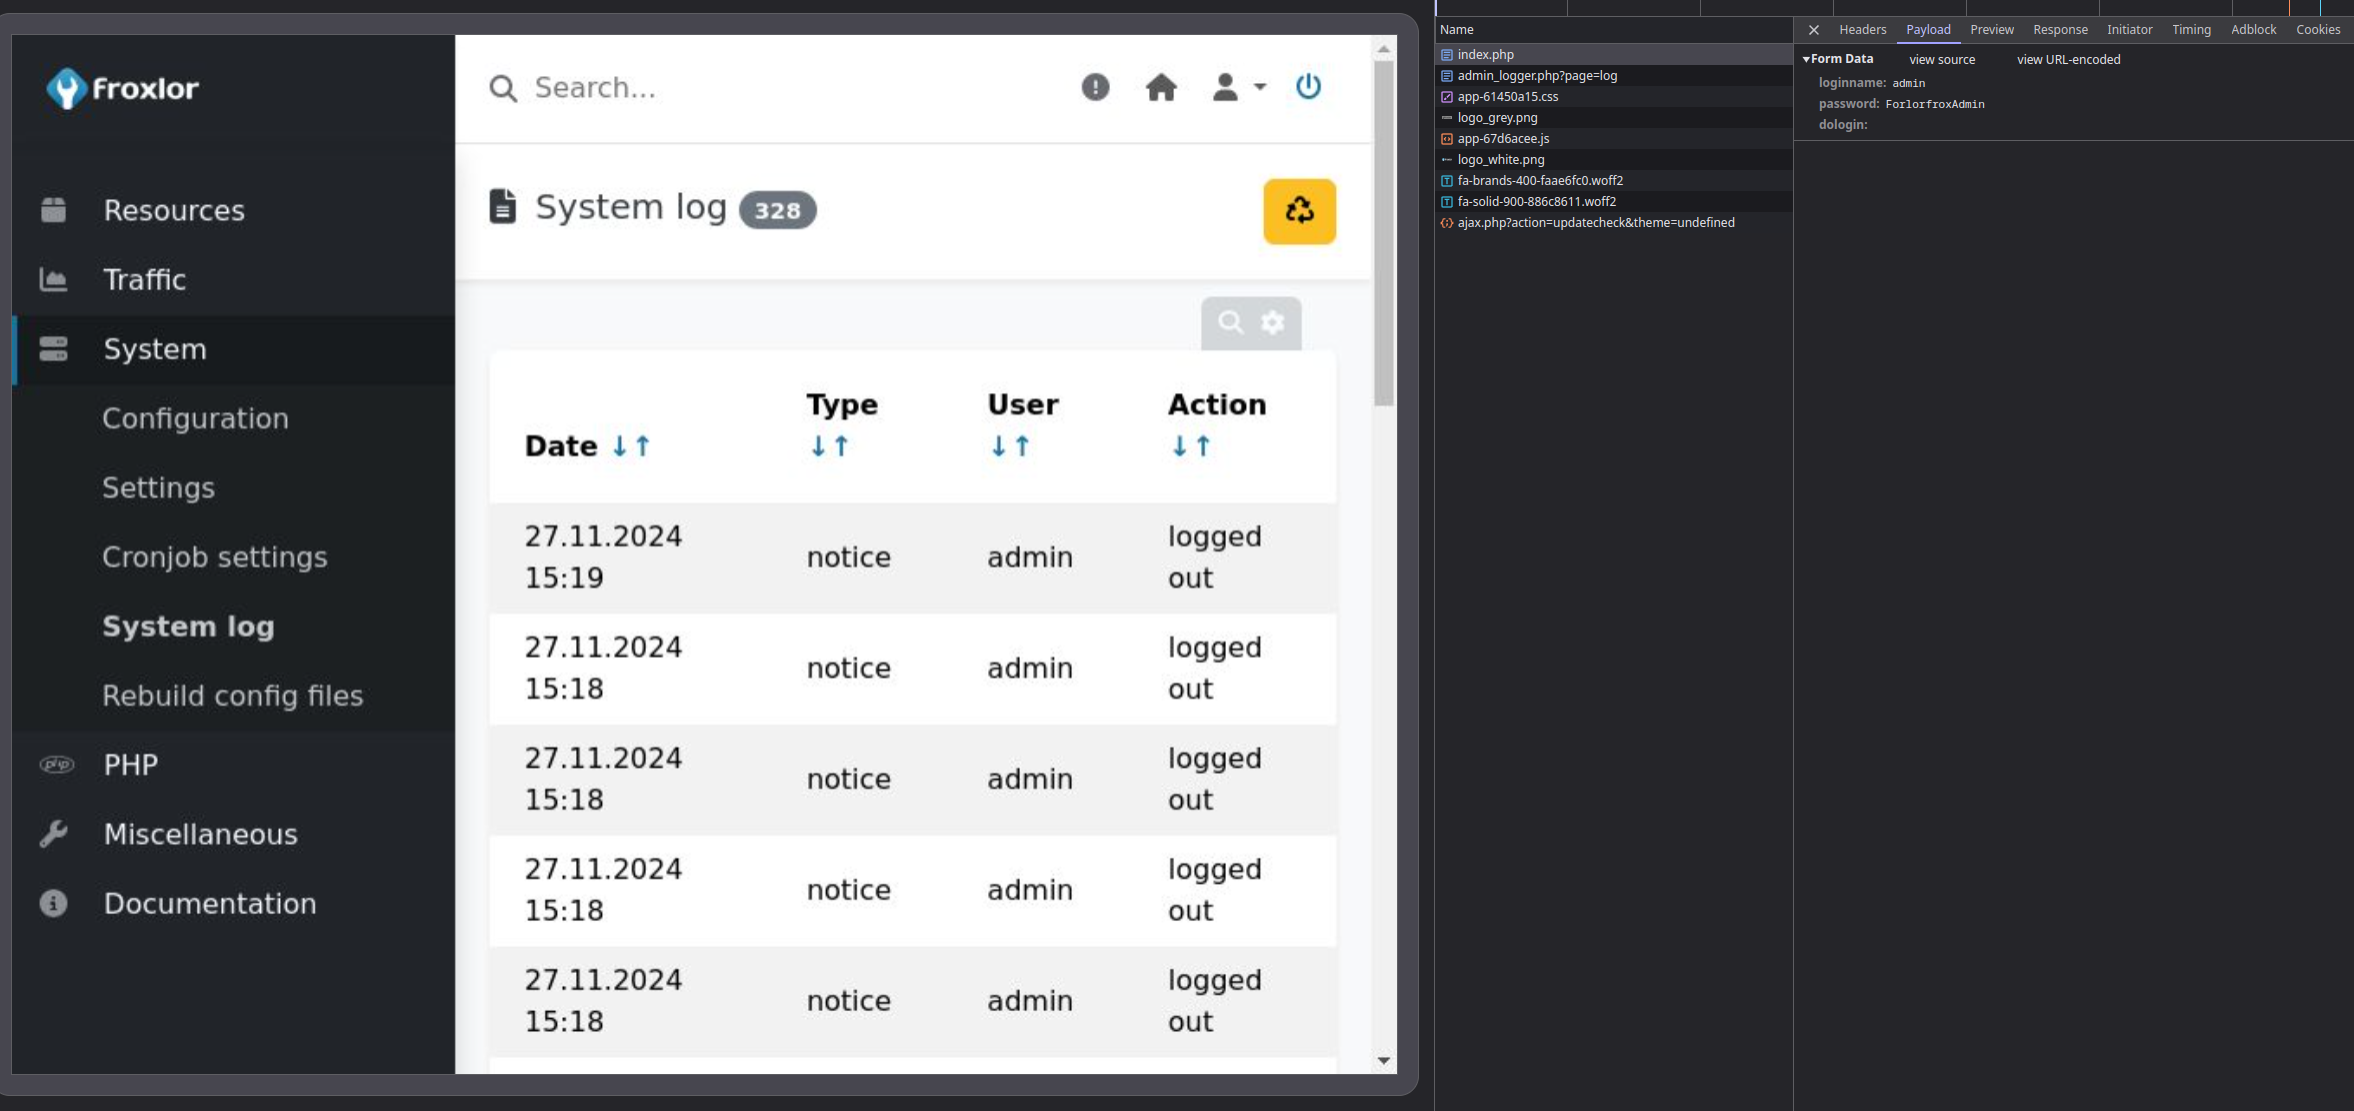 froxlor
Resources
Traffic
System
Configuration
Settings
Cronjob settings
System log
Rebuild config files
php
PHP
Miscellaneous
Documentation
Search...
System log 328
Date ↓↑ Type ↓↑ User ↓↑ Action ↓↑
27.11.2024 15:19 notice admin logged out
27.11.2024 15:18 notice admin logged out
27.11.2024 15:18 notice admin logged out
27.11.2024 15:18 notice admin logged out
27.11.2024 15:18 notice admin logged out
Name
index.php
admin_logger.php?page=log
app-61450a15.css
logo_grey.png
app-67d6acee.js
logo_white.png
fa-brands-400-faae6fc0.woff2
fa-solid-900-886c8611.woff2
ajax.php?action=updatecheck&theme=undefined
Headers Payload Preview Response Initiator Timing Adblock Cookies
Form Data view source view URL-encoded
loginname: admin
password: ForlorfroxAdmin
dologin: